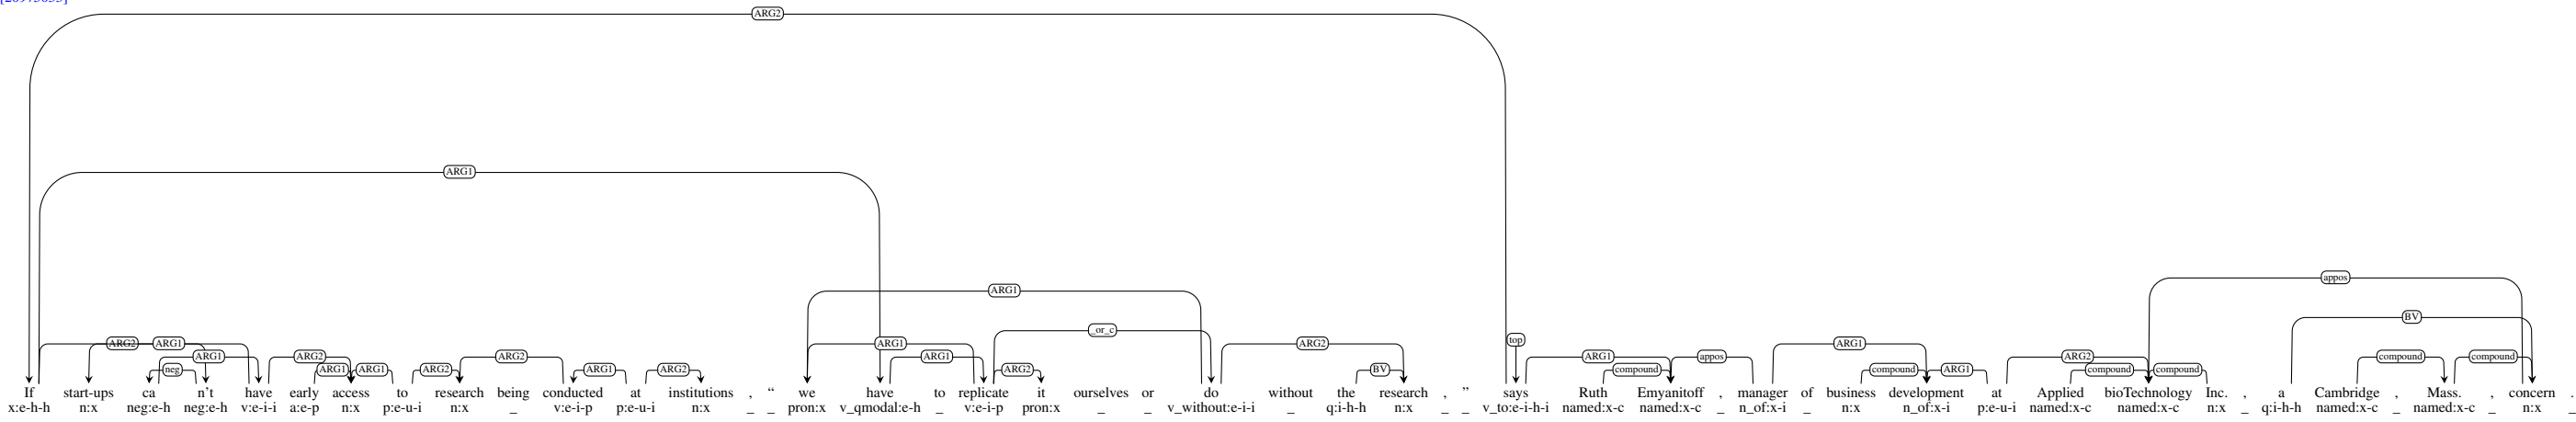 [20973053]
ARG2
ARG1
appos
ARG1 BV
_or_c top
ARG2 ARG1 ARG1 ARG2 ARG1
ARG1 ARG2 ARG2 ARG1 ARG1 appos ARG2 compound compound
neg ARG1 ARG1 ARG2 ARG1 ARG2 ARG2 BV compound compound ARG1 compound compound
If start-ups ca n't have early access to research being conducted at institutions , “ we have to replicate it ourselves or do without the research , ” says Ruth Emyanitoff , manager of business development at Applied bioTechnology Inc. , a Cambridge , Mass. , concern .
x:e-h-h n:x neg:e-h neg:e-h v:e-i-i a:e-p n:x p:e-u-i n:x _ v:e-i-p p:e-u-i n:x _ _ pron:x v_qmodal:e-h _ v:e-i-p pron:x _ _ v_without:e-i-i _ q:i-h-h n:x _ _ v_to:e-i-h-i named:x-c named:x-c _ n_of:x-i _ n:x n_of:x-i p:e-u-i named:x-c named:x-c n:x _ q:i-h-h named:x-c _ named:x-c _ n:x _